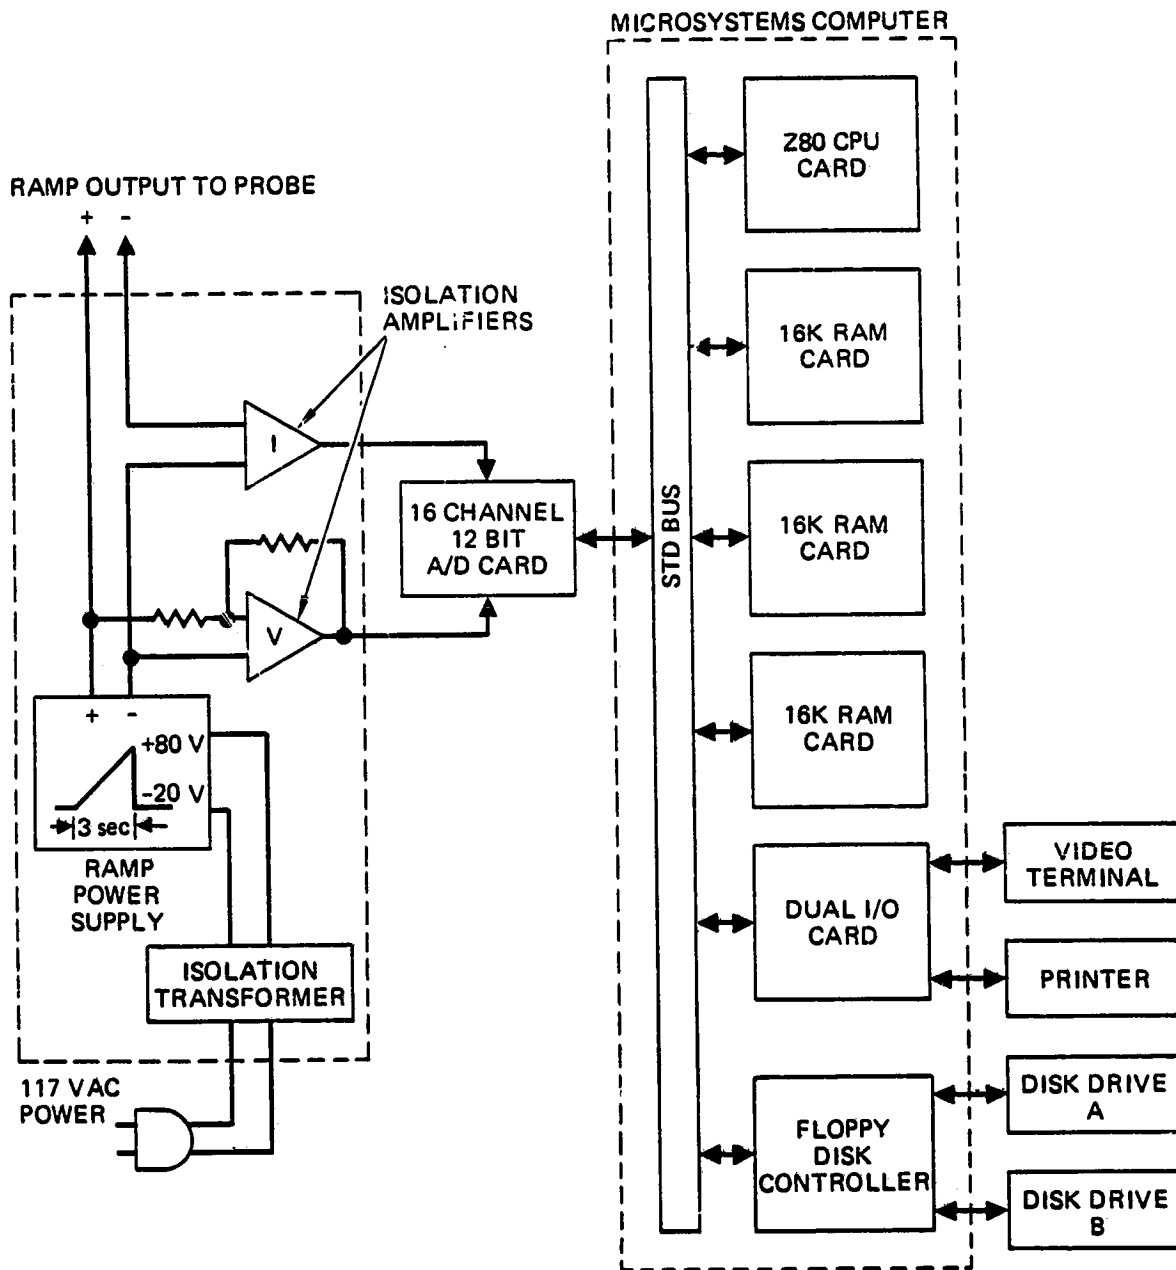 MICROSYSTEMS COMPUTER
RAMP OUTPUT TO PROBE
+ -
ISOLATION
AMPLIFIERS
I
V
+ -
+80 V
-20 V
3 sec
RAMP
POWER
SUPPLY
ISOLATION
TRANSFORMER
117 VAC
POWER
16 CHANNEL
12 BIT
A/D CARD
STD BUS
Z80 CPU
CARD
16K RAM
CARD
16K RAM
CARD
16K RAM
CARD
DUAL I/O
CARD
FLOPPY
DISK
CONTROLLER
VIDEO
TERMINAL
PRINTER
DISK DRIVE
A
DISK DRIVE
B